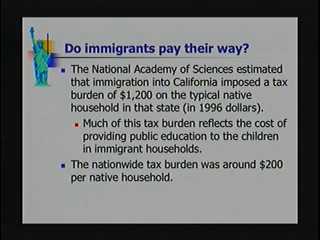 Do immigrants pay their way?
The National Academy of Sciences estimated
that immigration into California imposed a tax
burden of $1,200 on the typical native
household in that state (in 1996 dollars).
Much of this tax burden reflects the cost of
providing public education to the children
in immigrant households.
The nationwide tax burden was around $200
per native household.